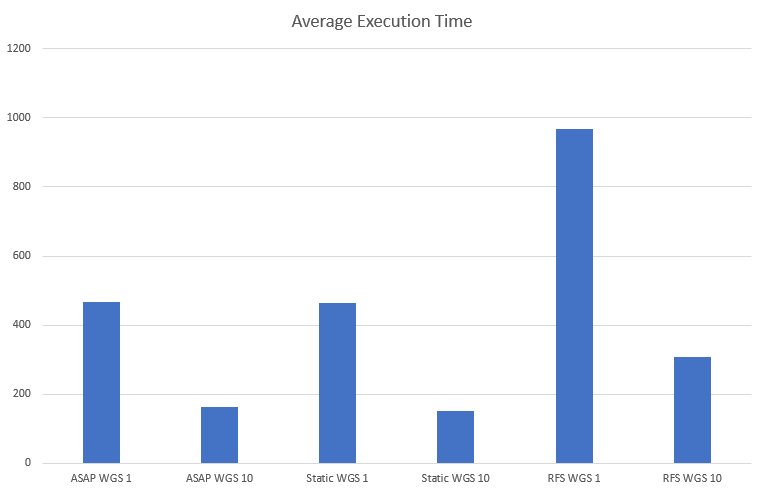 Average Execution Time
1200
1000
800
600
400
200
0
ASAP WGS 1
ASAP WGS 10
Static WGS 1
Static WGS 10
RFS WGS 1
RFS WGS 10